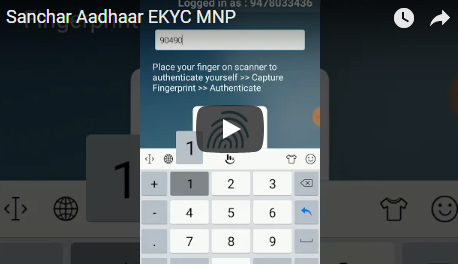 Sanchar Aadhaar EKYC MNP
Logged in as : 9478033436
Fingerprint
90490
Place your finger on scanner to
authenticate yourself >> Capture
Fingerprint >> Authenticate
1
1
+ 1 2 3
- 4 5 6
. 7 8 9